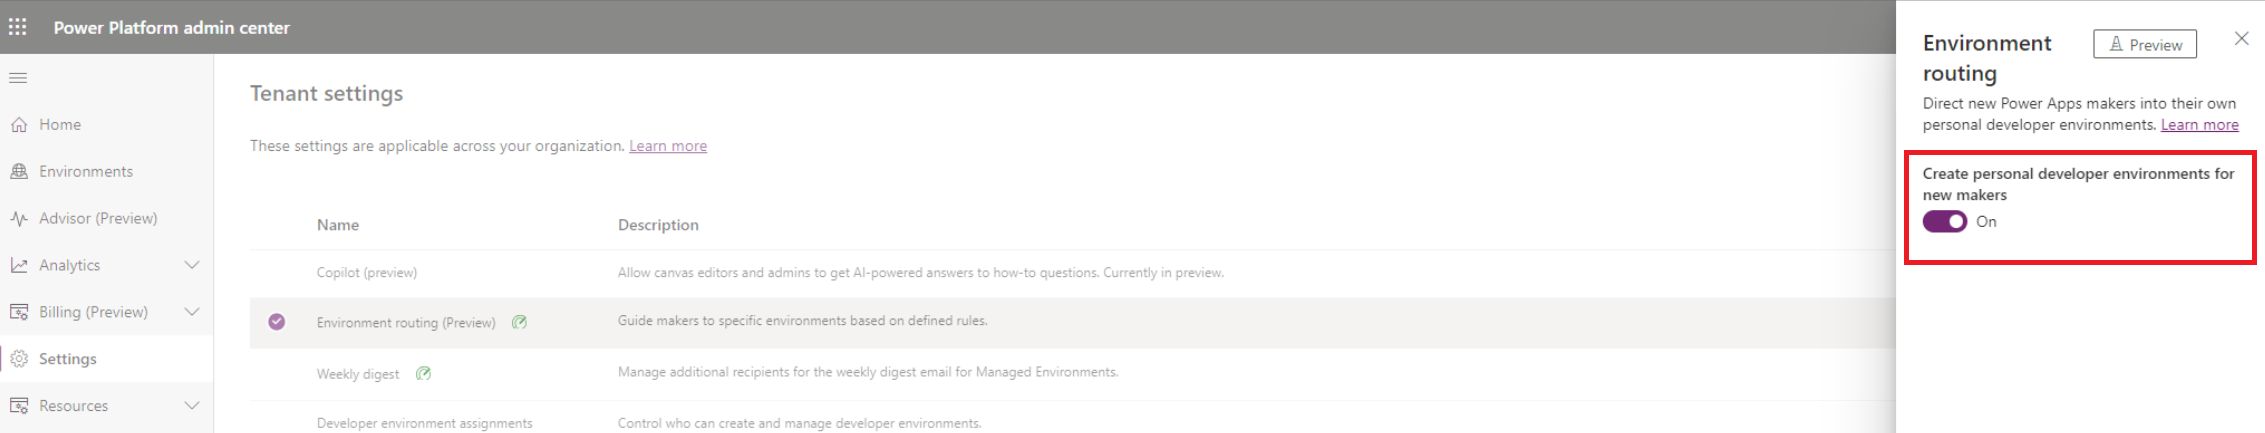 Power Platform admin center
Home
Environments
Advisor (Preview)
Analytics
Billing (Preview)
Settings
Resources
Tenant settings
These settings are applicable across your organization. Learn more
Name Description
Copilot (preview) Allow canvas editors and admins to get AI-powered answers to how-to questions. Currently in preview.
Environment routing (Preview) Guide makers to specific environments based on defined rules.
Weekly digest Manage additional recipients for the weekly digest email for Managed Environments.
Developer environment assignments Control who can create and manage developer environments.
Environment
routing
Preview
Direct new Power Apps makers into their own
personal developer environments. Learn more
Create personal developer environments for
new makers
On